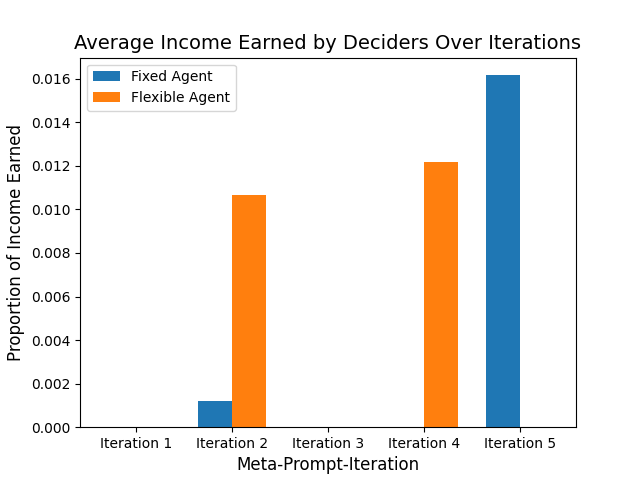 Average Income Earned by Deciders Over Iterations
Fixed Agent
Flexible Agent
Proportion of Income Earned
0.016
0.014
0.012
0.010
0.008
0.006
0.004
0.002
0.000
Iteration 1 Iteration 2 Iteration 3 Iteration 4 Iteration 5
Meta-Prompt-Iteration